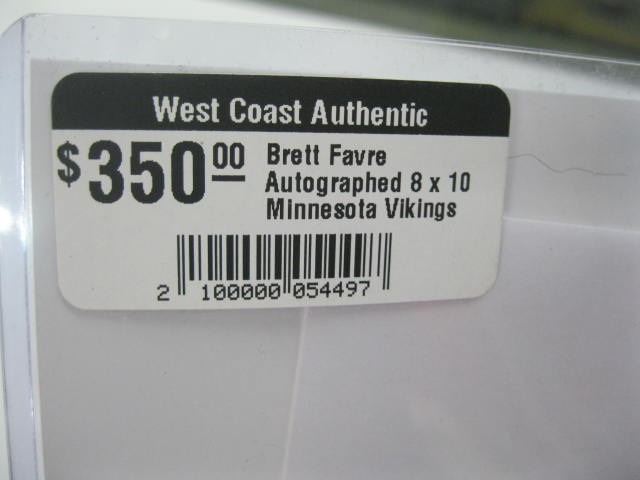 West Coast Authentic
$350 00
Brett Favre
Autographed 8 x 10
Minnesota Vikings
2 100000 054497